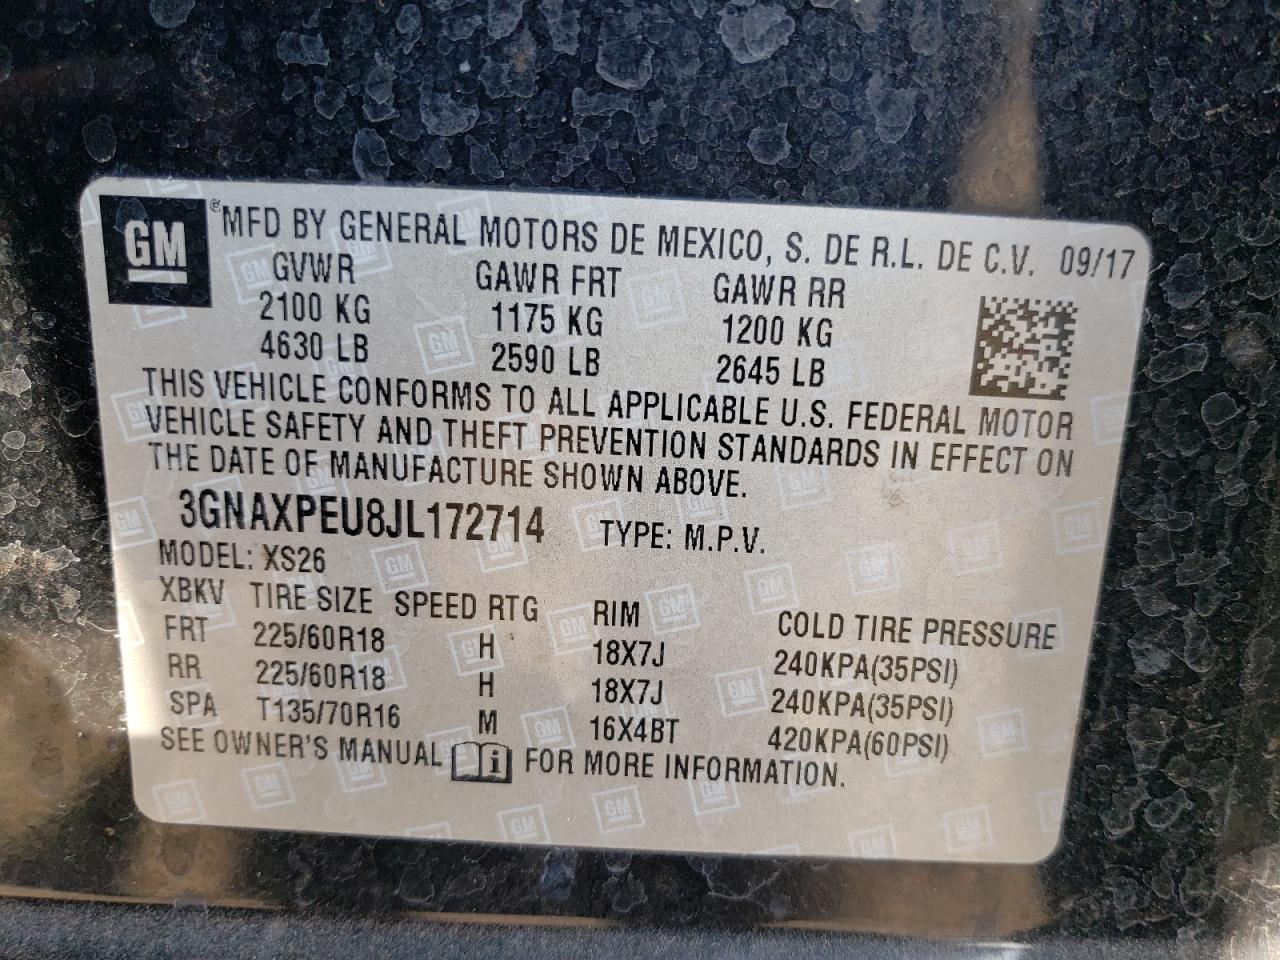 GM ® MFD BY GENERAL MOTORS DE MEXICO, S. DE R.L. DE C.V. 09/17
GVWR GAWR FRT GAWR RR
2100 KG 1175 KG 1200 KG
4630 LB 2590 LB 2645 LB
THIS VEHICLE CONFORMS TO ALL APPLICABLE U.S. FEDERAL MOTOR
VEHICLE SAFETY AND THEFT PREVENTION STANDARDS IN EFFECT ON
THE DATE OF MANUFACTURE SHOWN ABOVE.
3GNAXPEU8JL172714 TYPE: M.P.V.
MODEL: XS26
XBKV TIRE SIZE SPEED RTG RIM COLD TIRE PRESSURE
FRT 225/60R18 H 18X7J 240KPA(35PSI)
RR 225/60R18 H 18X7J 240KPA(35PSI)
SPA T135/70R16 M 16X4BT 420KPA(60PSI)
SEE OWNER'S MANUAL i FOR MORE INFORMATION.